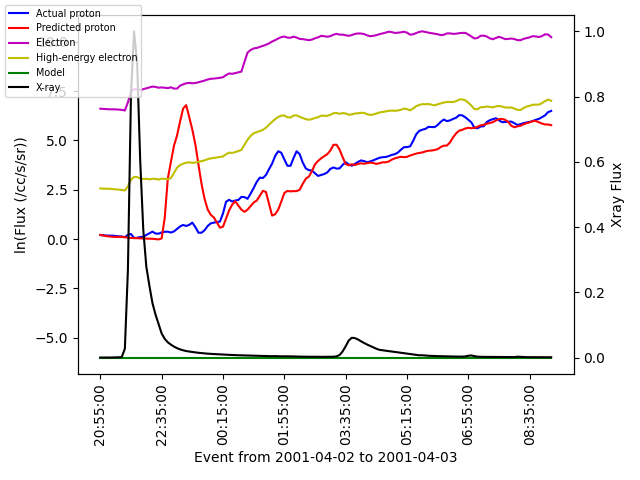 Actual proton
Predicted proton
Electron
High-energy electron
Model
X-ray
7.5
5.0
2.5
0.0
−2.5
−5.0
ln(Flux (/cc/s/sr))
1.0
0.8
0.6
0.4
0.2
0.0
Xray Flux
20:55:00
22:35:00
00:15:00
01:55:00
03:35:00
05:15:00
06:55:00
08:35:00
Event from 2001-04-02 to 2001-04-03